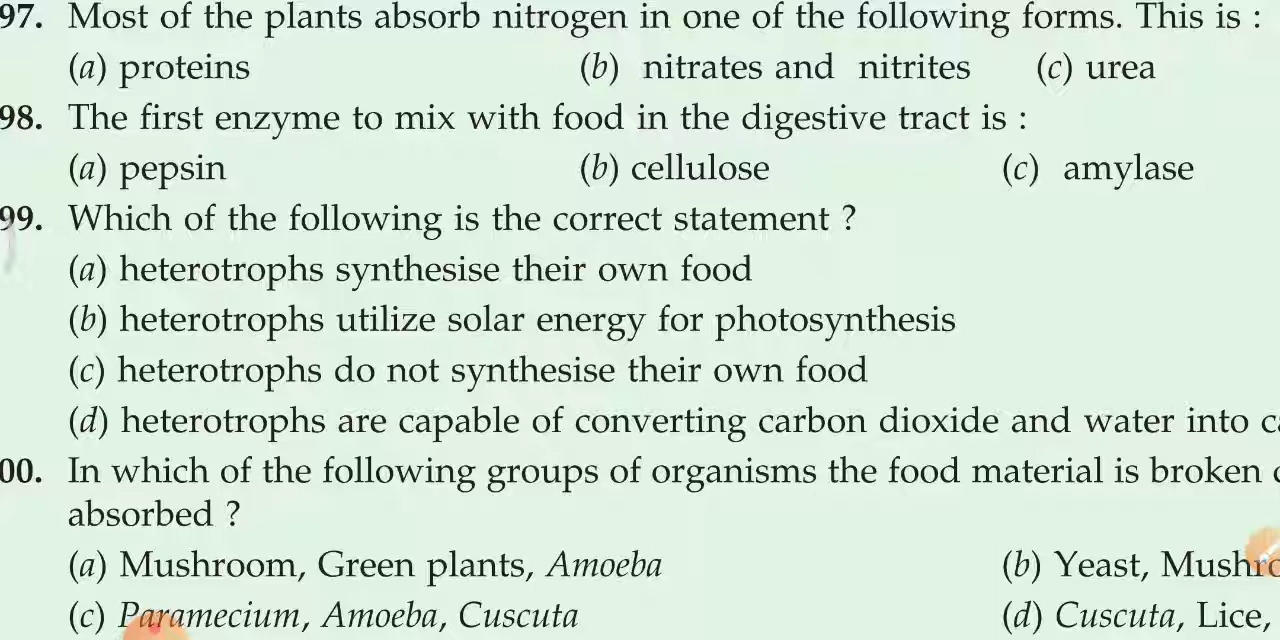 97. Most of the plants absorb nitrogen in one of the following forms. This is :
(a) proteins (b) nitrates and nitrites (c) urea
98. The first enzyme to mix with food in the digestive tract is :
(a) pepsin (b) cellulose (c) amylase
99. Which of the following is the correct statement ?
(a) heterotrophs synthesise their own food
(b) heterotrophs utilize solar energy for photosynthesis
(c) heterotrophs do not synthesise their own food
(d) heterotrophs are capable of converting carbon dioxide and water into
00. In which of the following groups of organisms the food material is broken
absorbed ?
(a) Mushroom, Green plants, Amoeba (b) Yeast,
(c) Paramecium, Amoeba, Cuscuta (d) Cuscuta, Lice,